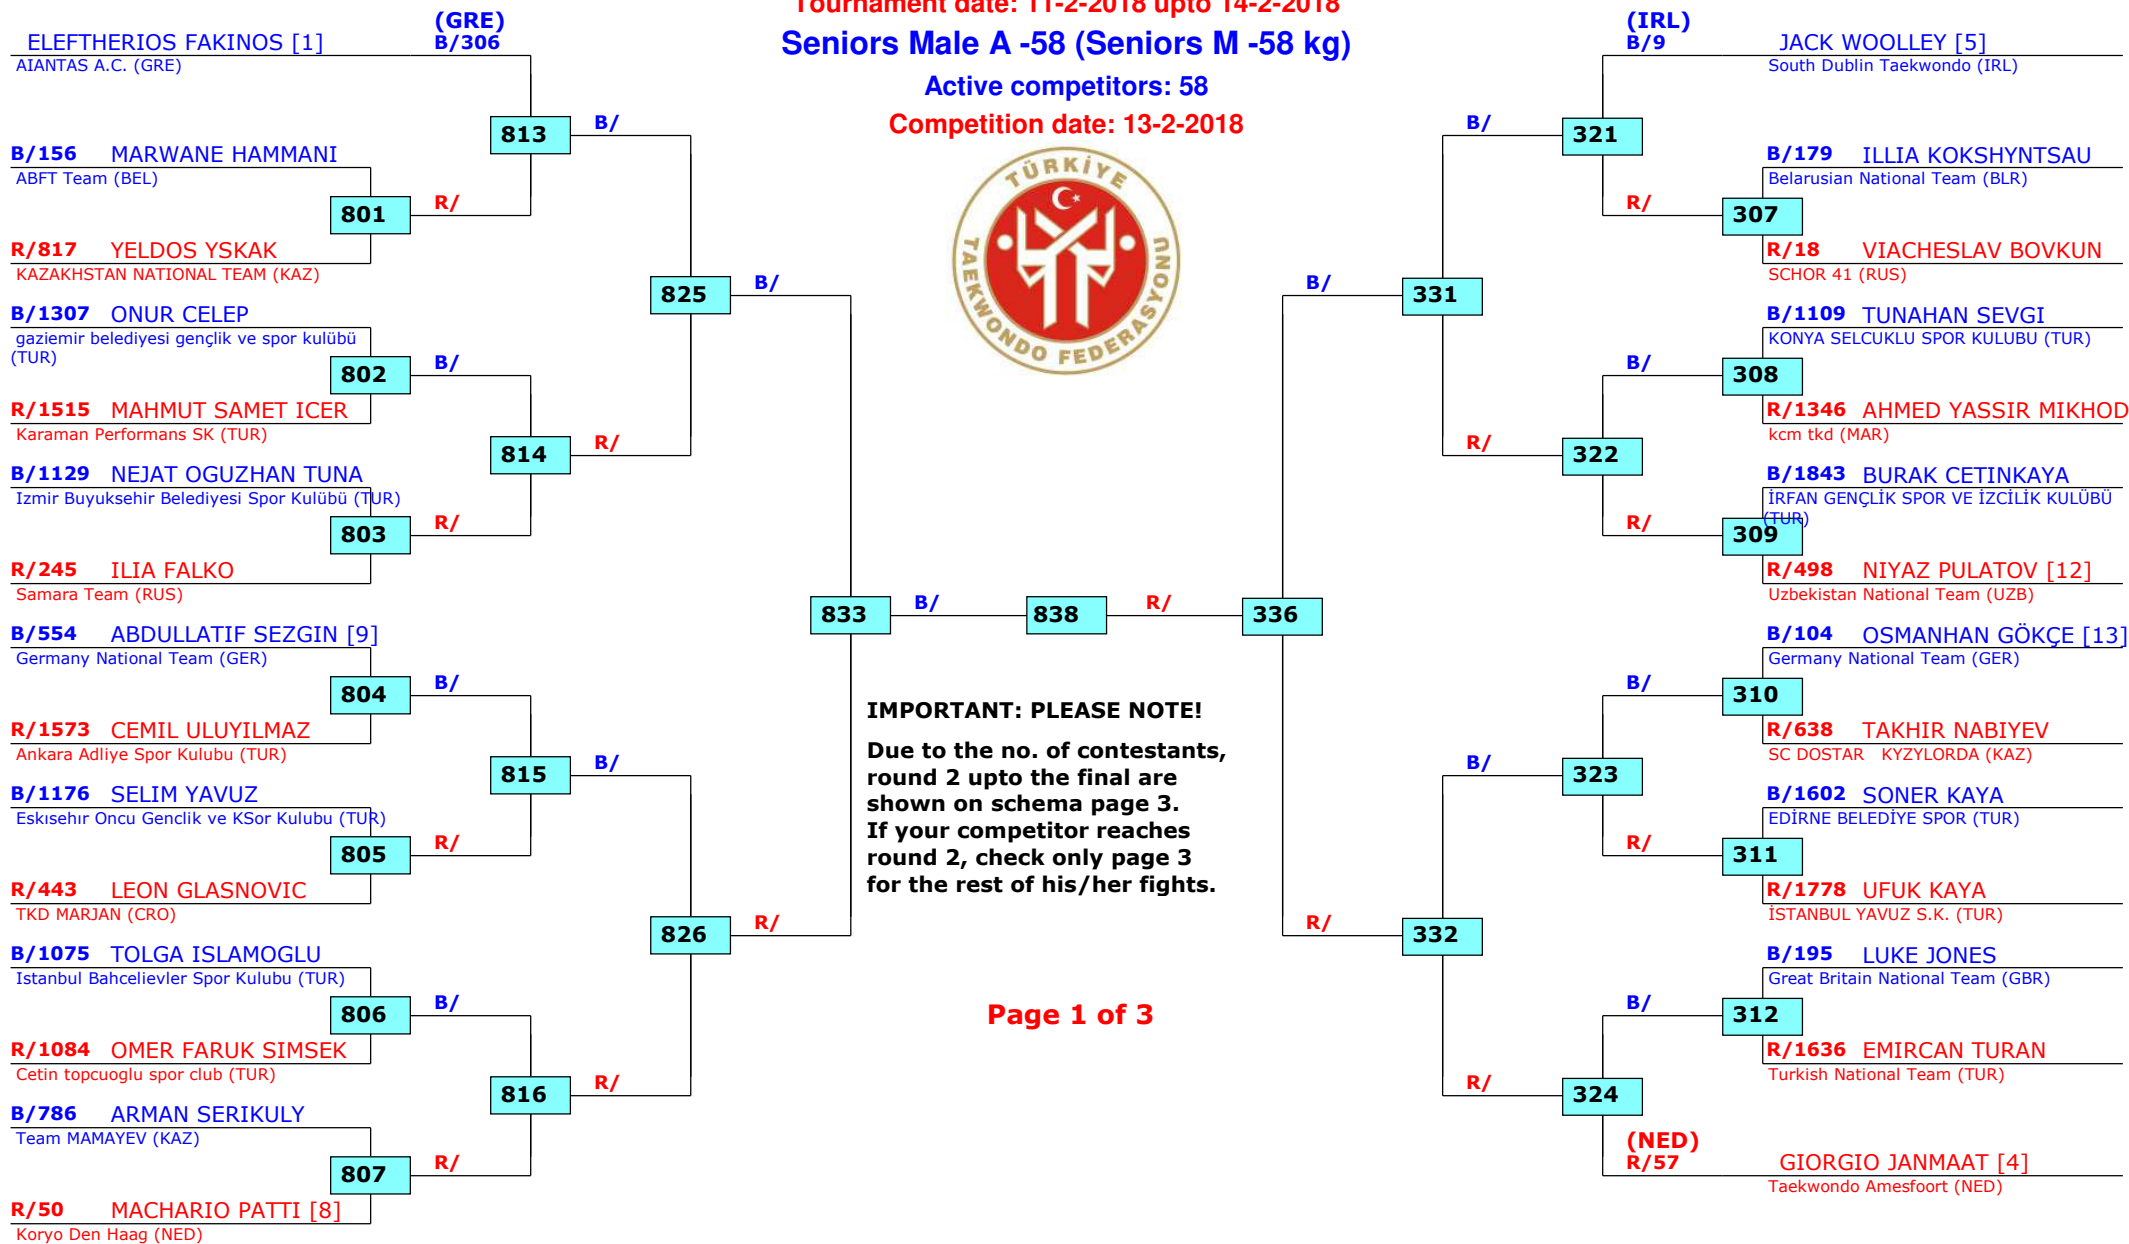 Tournament date: 11-2-2018 upto 14-2-2018
Seniors Male A -58 (Seniors M -58 kg)
Active competitors: 58
Competition date: 13-2-2018
TÜRKİYE
TAEKWONDO FEDERASYONU
ELEFTHERIOS FAKINOS [1]
(GRE)
B/306
AIANTAS A.C. (GRE)
813
B/
B/156 MARWANE HAMMANI
ABFT Team (BEL)
801
R/
R/817 YELDOS YSKAK
KAZAKHSTAN NATIONAL TEAM (KAZ)
825
B/
B/1307 ONUR CELEP
gaziemir belediyesi gençlik ve spor kulübü
(TUR)
802
B/
R/1515 MAHMUT SAMET ICER
Karaman Performans SK (TUR)
814
R/
B/1129 NEJAT OGUZHAN TUNA
Izmir Buyuksehir Belediyesi Spor Kulübü (TUR)
803
R/
R/245 ILIA FALKO
Samara Team (RUS)
833
B/
838
R/
336
B/554 ABDULLATIF SEZGIN [9]
Germany National Team (GER)
804
B/
R/1573 CEMIL ULUYILMAZ
Ankara Adliye Spor Kulubu (TUR)
815
B/
B/1176 SELIM YAVUZ
Eskısehır Oncu Genclik ve KSor Kulubu (TUR)
805
R/
R/443 LEON GLASNOVIC
TKD MARJAN (CRO)
826
R/
B/1075 TOLGA ISLAMOGLU
Istanbul Bahcelievler Spor Kulubu (TUR)
806
B/
R/1084 OMER FARUK SIMSEK
Cetin topcuoglu spor club (TUR)
816
R/
B/786 ARMAN SERIKULY
Team MAMAYEV (KAZ)
807
R/
R/50 MACHARIO PATTI [8]
Koryo Den Haag (NED)
IMPORTANT: PLEASE NOTE!
Due to the no. of contestants,
round 2 upto the final are
shown on schema page 3.
If your competitor reaches
round 2, check only page 3
for the rest of his/her fights.
Page 1 of 3
(IRL)
B/9 JACK WOOLLEY [5]
South Dublin Taekwondo (IRL)
B/
321
B/179 ILLIA KOKSHYNTSAU
Belarusian National Team (BLR)
R/
307
R/18 VIACHESLAV BOVKUN
SCHOR 41 (RUS)
B/
331
B/1109 TUNAHAN SEVGI
KONYA SELCUKLU SPOR KULUBU (TUR)
B/
308
R/1346 AHMED YASSIR MIKHOD
kcm tkd (MAR)
R/
322
B/1843 BURAK CETINKAYA
İRFAN GENÇLİK SPOR VE İZCİLİK KULÜBÜ
(TUR)
R/
309
R/498 NIYAZ PULATOV [12]
Uzbekistan National Team (UZB)
B/104 OSMANHAN GÖKÇE [13]
Germany National Team (GER)
B/
310
R/638 TAKHIR NABIYEV
SC DOSTAR KYZYLORDA (KAZ)
B/
323
B/1602 SONER KAYA
EDİRNE BELEDİYE SPOR (TUR)
R/
311
R/1778 UFUK KAYA
İSTANBUL YAVUZ S.K. (TUR)
R/
332
B/195 LUKE JONES
Great Britain National Team (GBR)
B/
312
R/1636 EMIRCAN TURAN
Turkish National Team (TUR)
R/
324
(NED)
R/57 GIORGIO JANMAAT [4]
Taekwondo Amesfoort (NED)